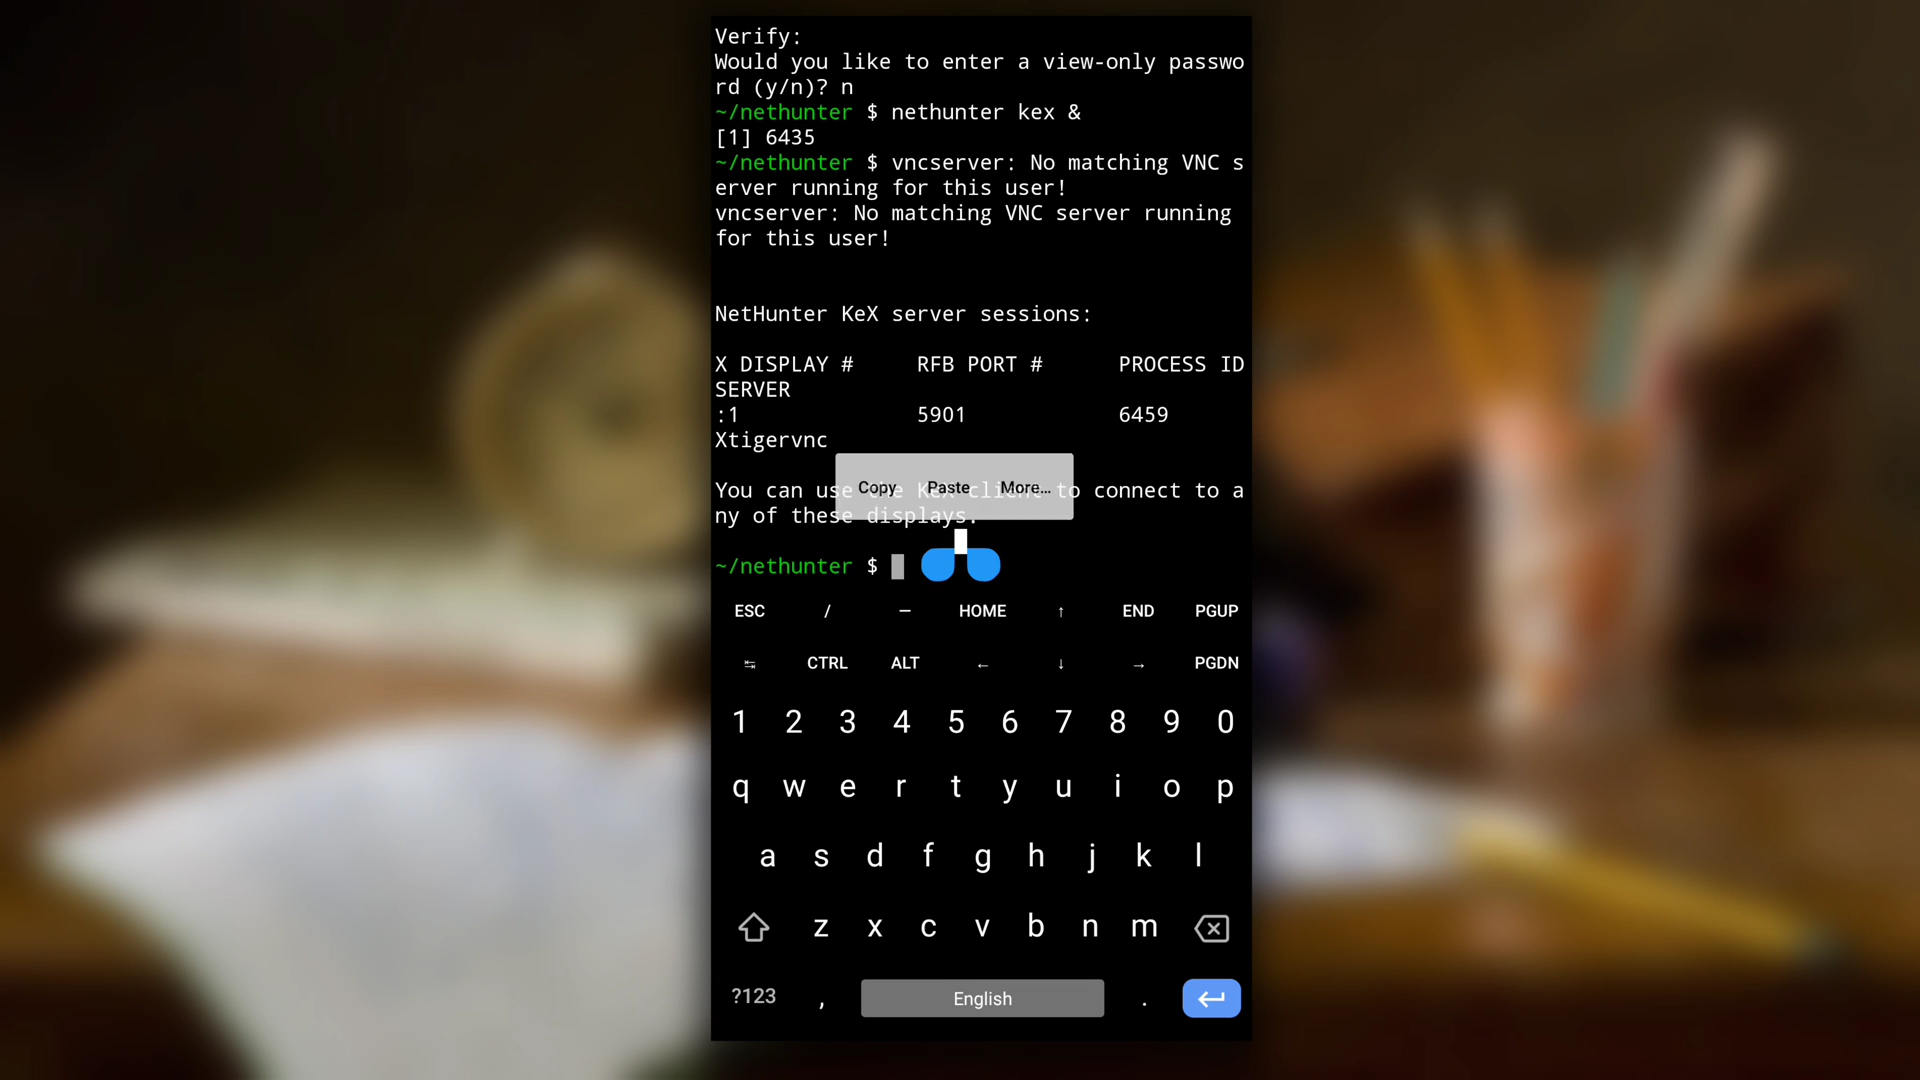 Verify:
Would you like to enter a view-only passwo
rd (y/n)? n
~/nethunter $ nethunter kex &
[1] 6435
~/nethunter $ vncserver: No matching VNC s
erver running for this user!
vncserver: No matching VNC server running
for this user!
NetHunter KeX server sessions:
X DISPLAY # RFB PORT # PROCESS ID
SERVER
:1 5901 6459
Xtigervnc
Copy Paste More...
You can use the KeX client to connect to a
ny of these displays.
~/nethunter $
ESC / — HOME ↑ END PGUP
↹ CTRL ALT ← ↓ → PGDN
1 2 3 4 5 6 7 8 9 0
q w e r t y u i o p
a s d f g h j k l
z x c v b n m
?123 , English .